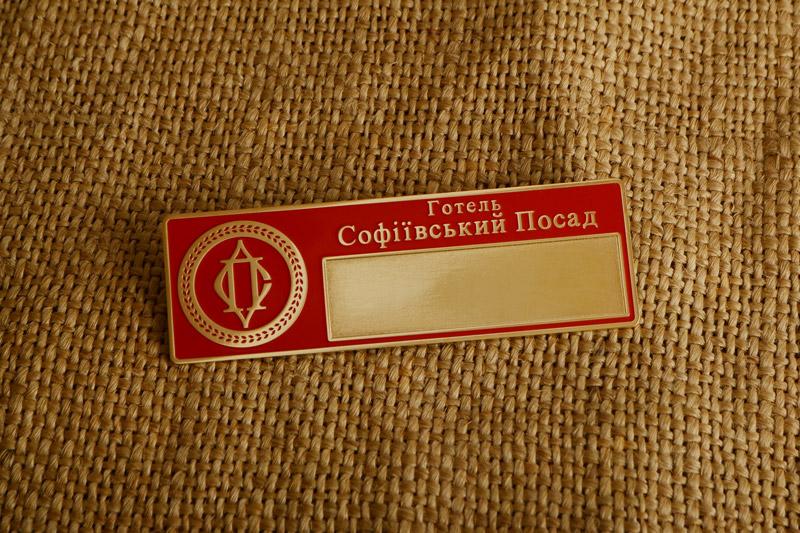 Готель
Софіївський Посад